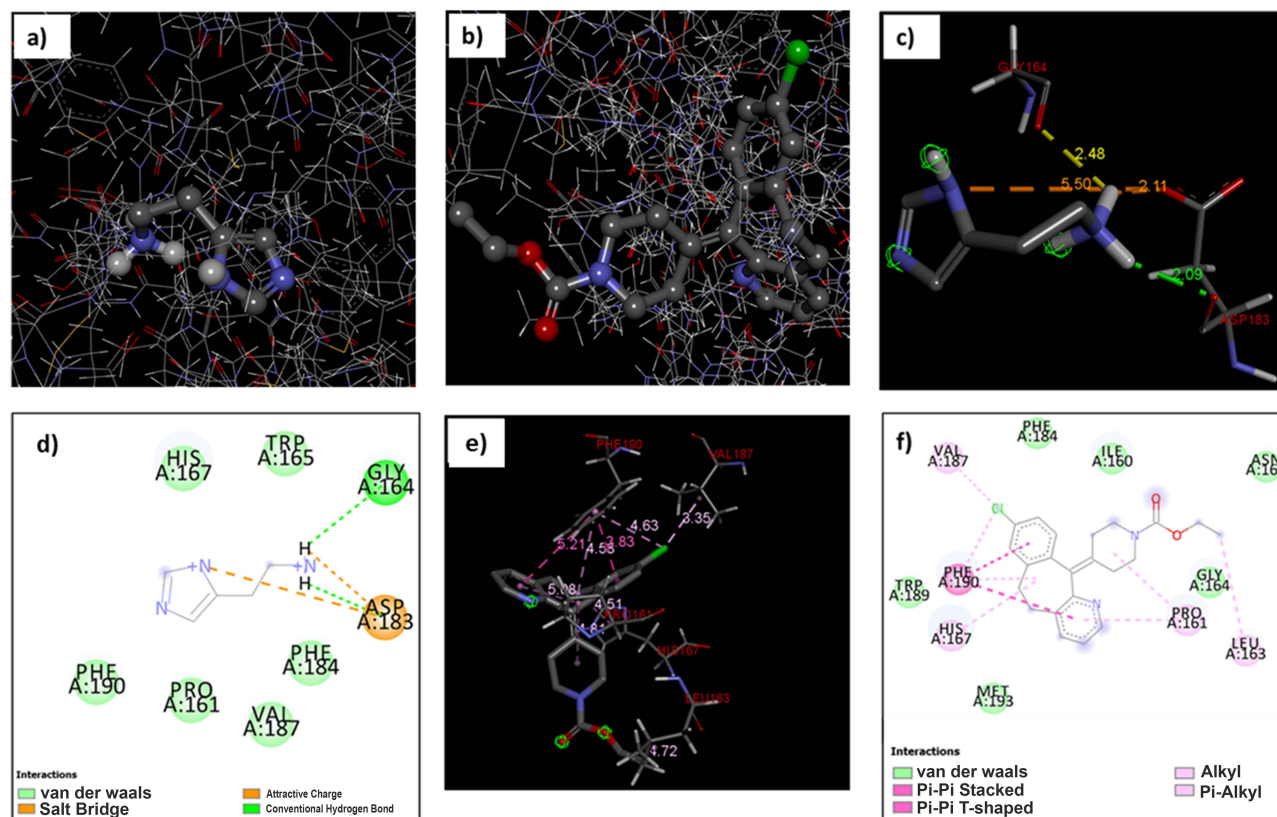 a)
b)
c)
GLY164
2.48
5.50
2.11
2.09
ASP183
d)
HIS
A:167
TRP
A:165
GLY
A:164
H
+N
H
+
N
N
ASP
A:183
PHE
A:184
PHE
A:190
PRO
A:161
VAL
A:187
Interactions
van der waals
Salt Bridge
Attractive Charge
Conventional Hydrogen Bond
e)
PHE190
VAL187
4.63
3.35
5.21
4.58
3.83
4.51
PRO161
4.81
HIS167
LEU163
4.72
f)
VAL
A:187
PHE
A:184
ILE
A:160
ASN
Cl
O
N
O
PHE
A:190
TRP
A:189
GLY
A:164
N
HIS
A:167
PRO
A:161
LEU
A:163
MET
A:193
Interactions
van der waals
Pi-Pi Stacked
Pi-Pi T-shaped
Alkyl
Pi-Alkyl